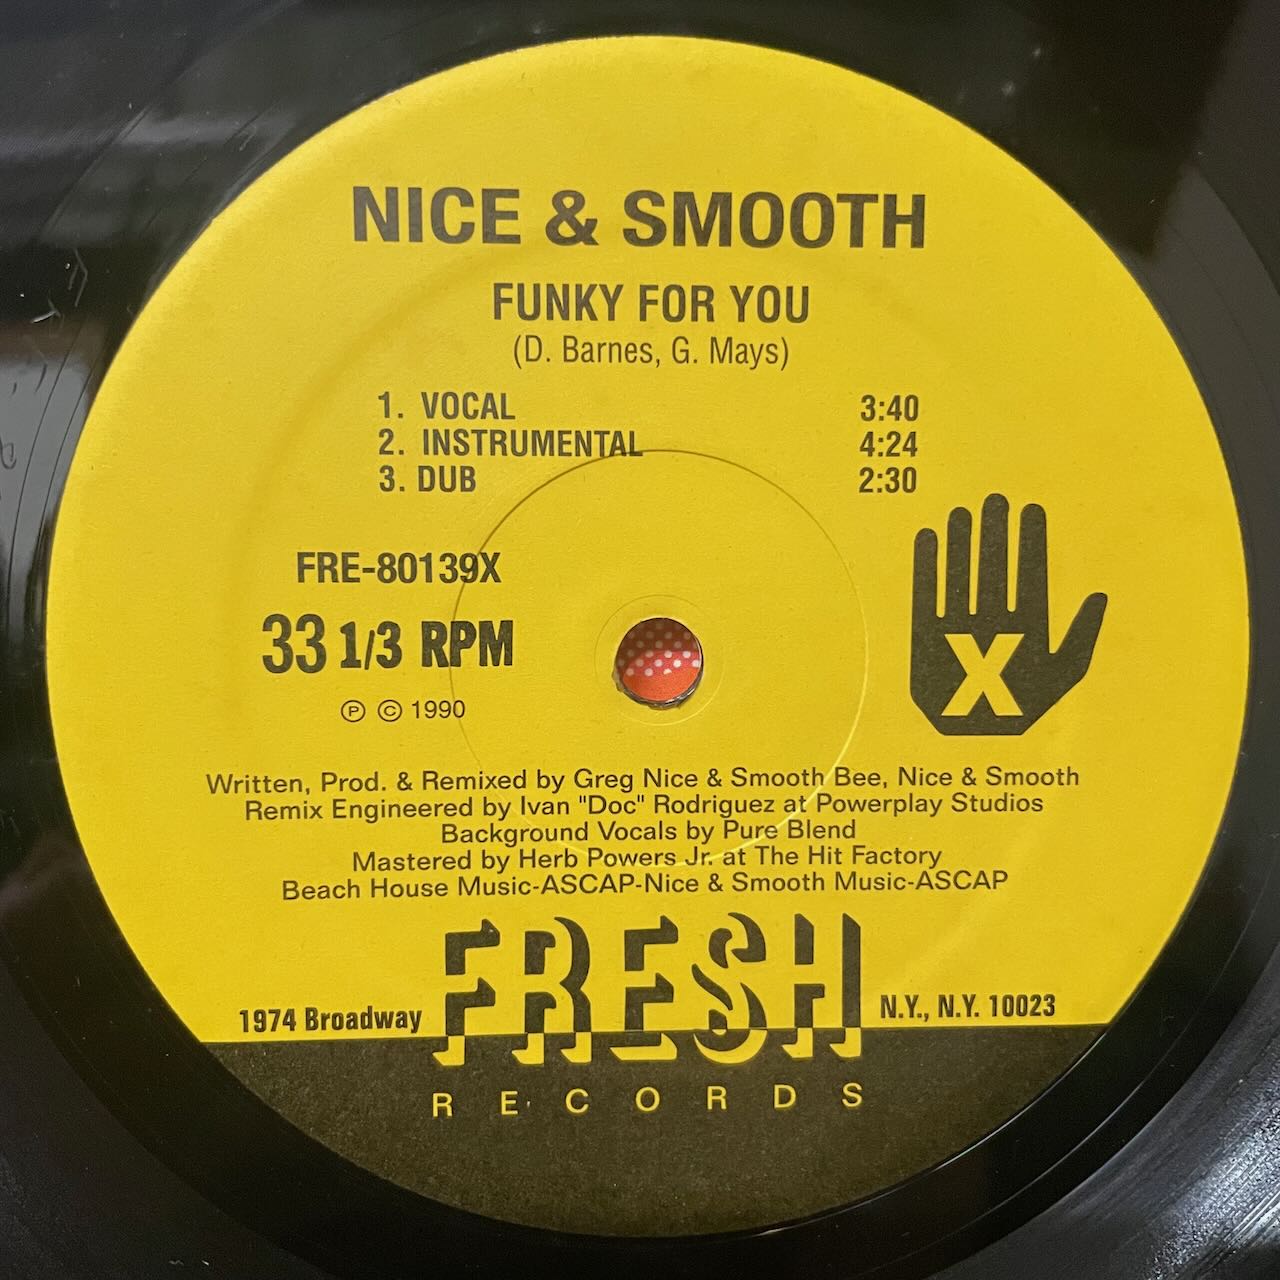 NICE & SMOOTH
FUNKY FOR YOU
(D. Barnes, G. Mays)
1. VOCAL 3:40
2. INSTRUMENTAL 4:24
3. DUB 2:30
FRE-80139X
33 1/3 RPM
Ⓟ © 1990
X
Written, Prod. & Remixed by Greg Nice & Smooth Bee, Nice & Smooth
Remix Engineered by Ivan "Doc" Rodriguez at Powerplay Studios
Background Vocals by Pure Blend
Mastered by Herb Powers Jr. at The Hit Factory
Beach House Music-ASCAP-Nice & Smooth Music-ASCAP
1974 Broadway FRESH N.Y., N.Y. 10023
RECORDS